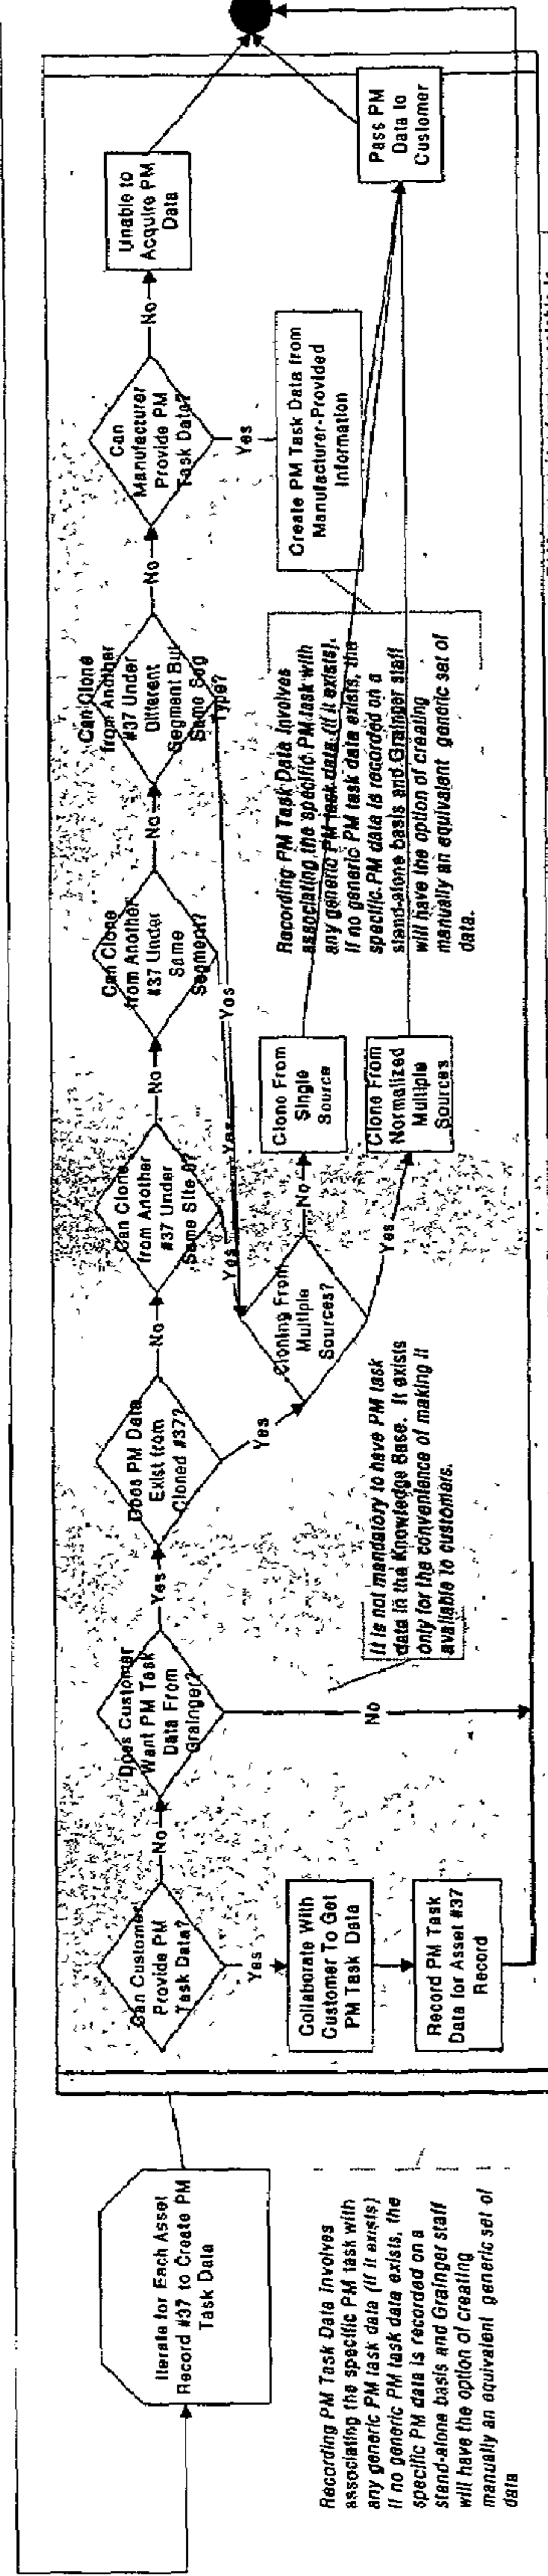 Iterate for Each Asset
Record #37 to Create PM
Task Data
Recording PM Task Data involves
associating the specific PM task with
any generic PM task data (if it exists)
If no generic PM task data exists, the
specific PM data is recorded on a
stand-alone basis and Grainger staff
will have the option of creating
manually an equivalent generic set of
data
Can Customer
Provide PM
Task Data?
Yes
Collaborate With
Customer To Get
PM Task Data
Record PM Task
Data for Asset #37
Record
No
Does Customer
Want PM Task
Data From
Grainger?
No
It is not mandatory to have PM task
data in the Knowledge Base. It exists
only for the convenience of making it
available to customers.
Yes
Does PM Data
Exist from
Cloned #37?
Yes
No
Can Clone
from Another
#37 Under
Same Site
Yes
Cloning From
Multiple
Sources?
No
Clone From
Single
Source
Yes
Clone From
Normalized
Multiple
Sources
No
Can Clone
from Another
#37 Under
Same
Segment?
Yes
No
Can Clone
from Another
#37 Under
Different
Segment But
Same Seg
Type?
Yes
Recording PM Task Data involves
associating the specific PM task with
any generic PM task data (if it exists).
If no generic PM task data exists, the
specific PM data is recorded on a
stand-alone basis and Grainger staff
will have the option of creating
manually an equivalent generic set of
data.
No
Can
Manufacturer
Provide PM
Task Data?
Yes
Create PM Task Data from
Manufacturer-Provided
Information
No
Unable to
Acquire PM
Data
Pass PM
Data to
Customer